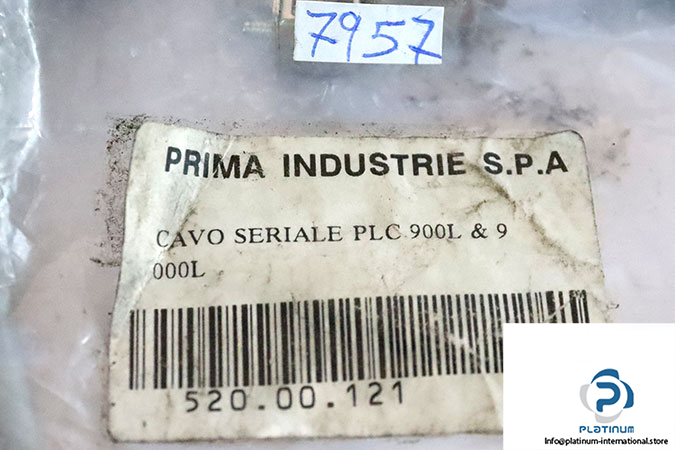 7957
PRIMA INDUSTRIE S.P.A
CAVO SERIALE PLC 900L & 9
000L
520.00.121
PLATINUM
Info@platinum-international.store